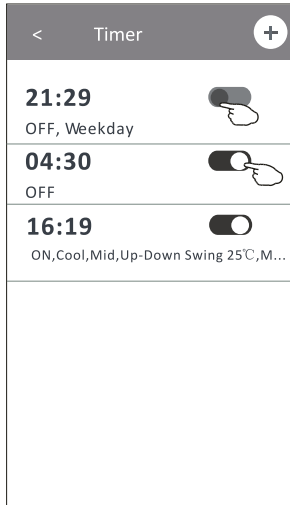 < Timer +
21:29
OFF, Weekday
04:30
OFF
16:19
ON,Cool,Mid,Up-Down Swing 25℃,M...